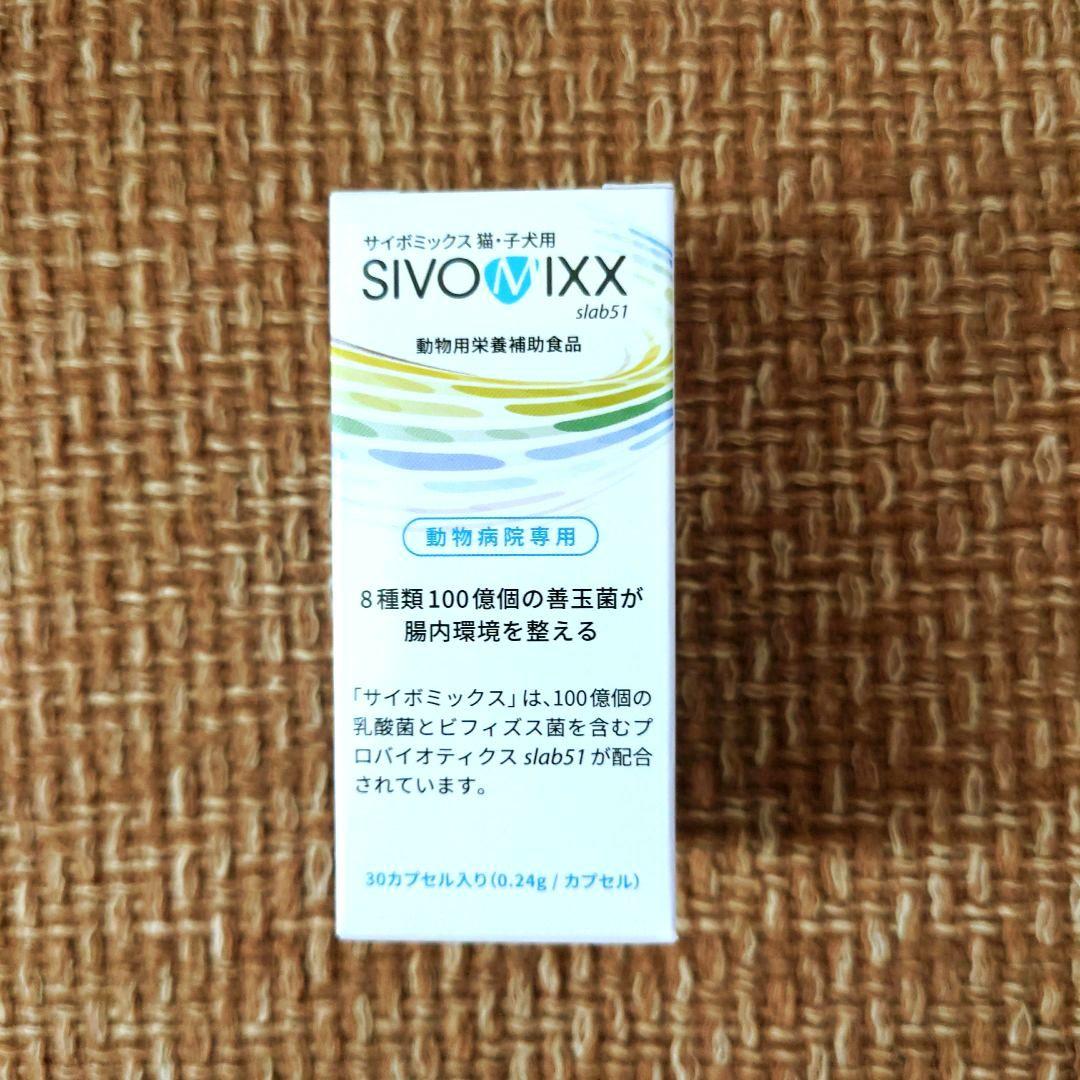 サイボミックス 猫・子犬用
SIVOMIXX
slab51
動物用栄養補助食品
動物病院専用
8種類100億個の善玉菌が
腸内環境を整える
「サイボミックス」は、100億個の
乳酸菌とビフィズス菌を含むプ
ロバイオティクス slab51が配合
されています。
30カプセル入り(0.24g / カプセル)